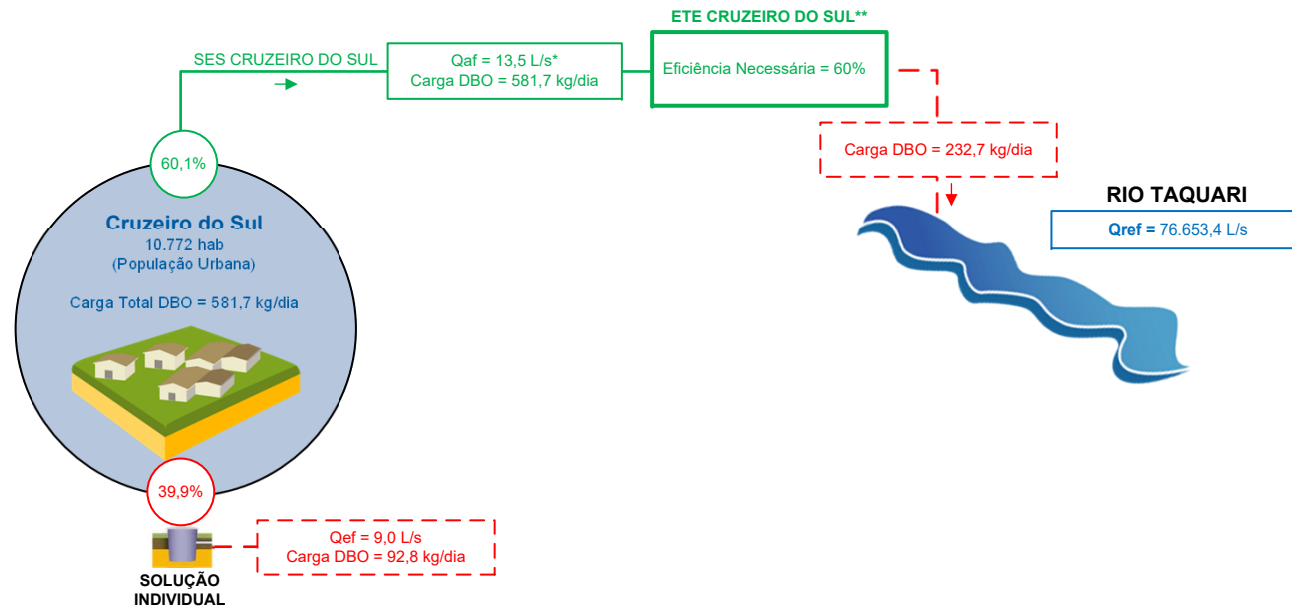 ETE CRUZEIRO DO SUL**
SES CRUZEIRO DO SUL
Qaf = 13,5 L/s*
Carga DBO = 581,7 kg/dia
Eficiência Necessária = 60%
Carga DBO = 232,7 kg/dia
60,1%
RIO TAQUARI
Qref = 76.653,4 L/s
Cruzeiro do Sul
10.772 hab
(População Urbana)
Carga Total DBO = 581,7 kg/dia
39,9%
Qef = 9,0 L/s
Carga DBO = 92,8 kg/dia
SOLUÇÃO
INDIVIDUAL